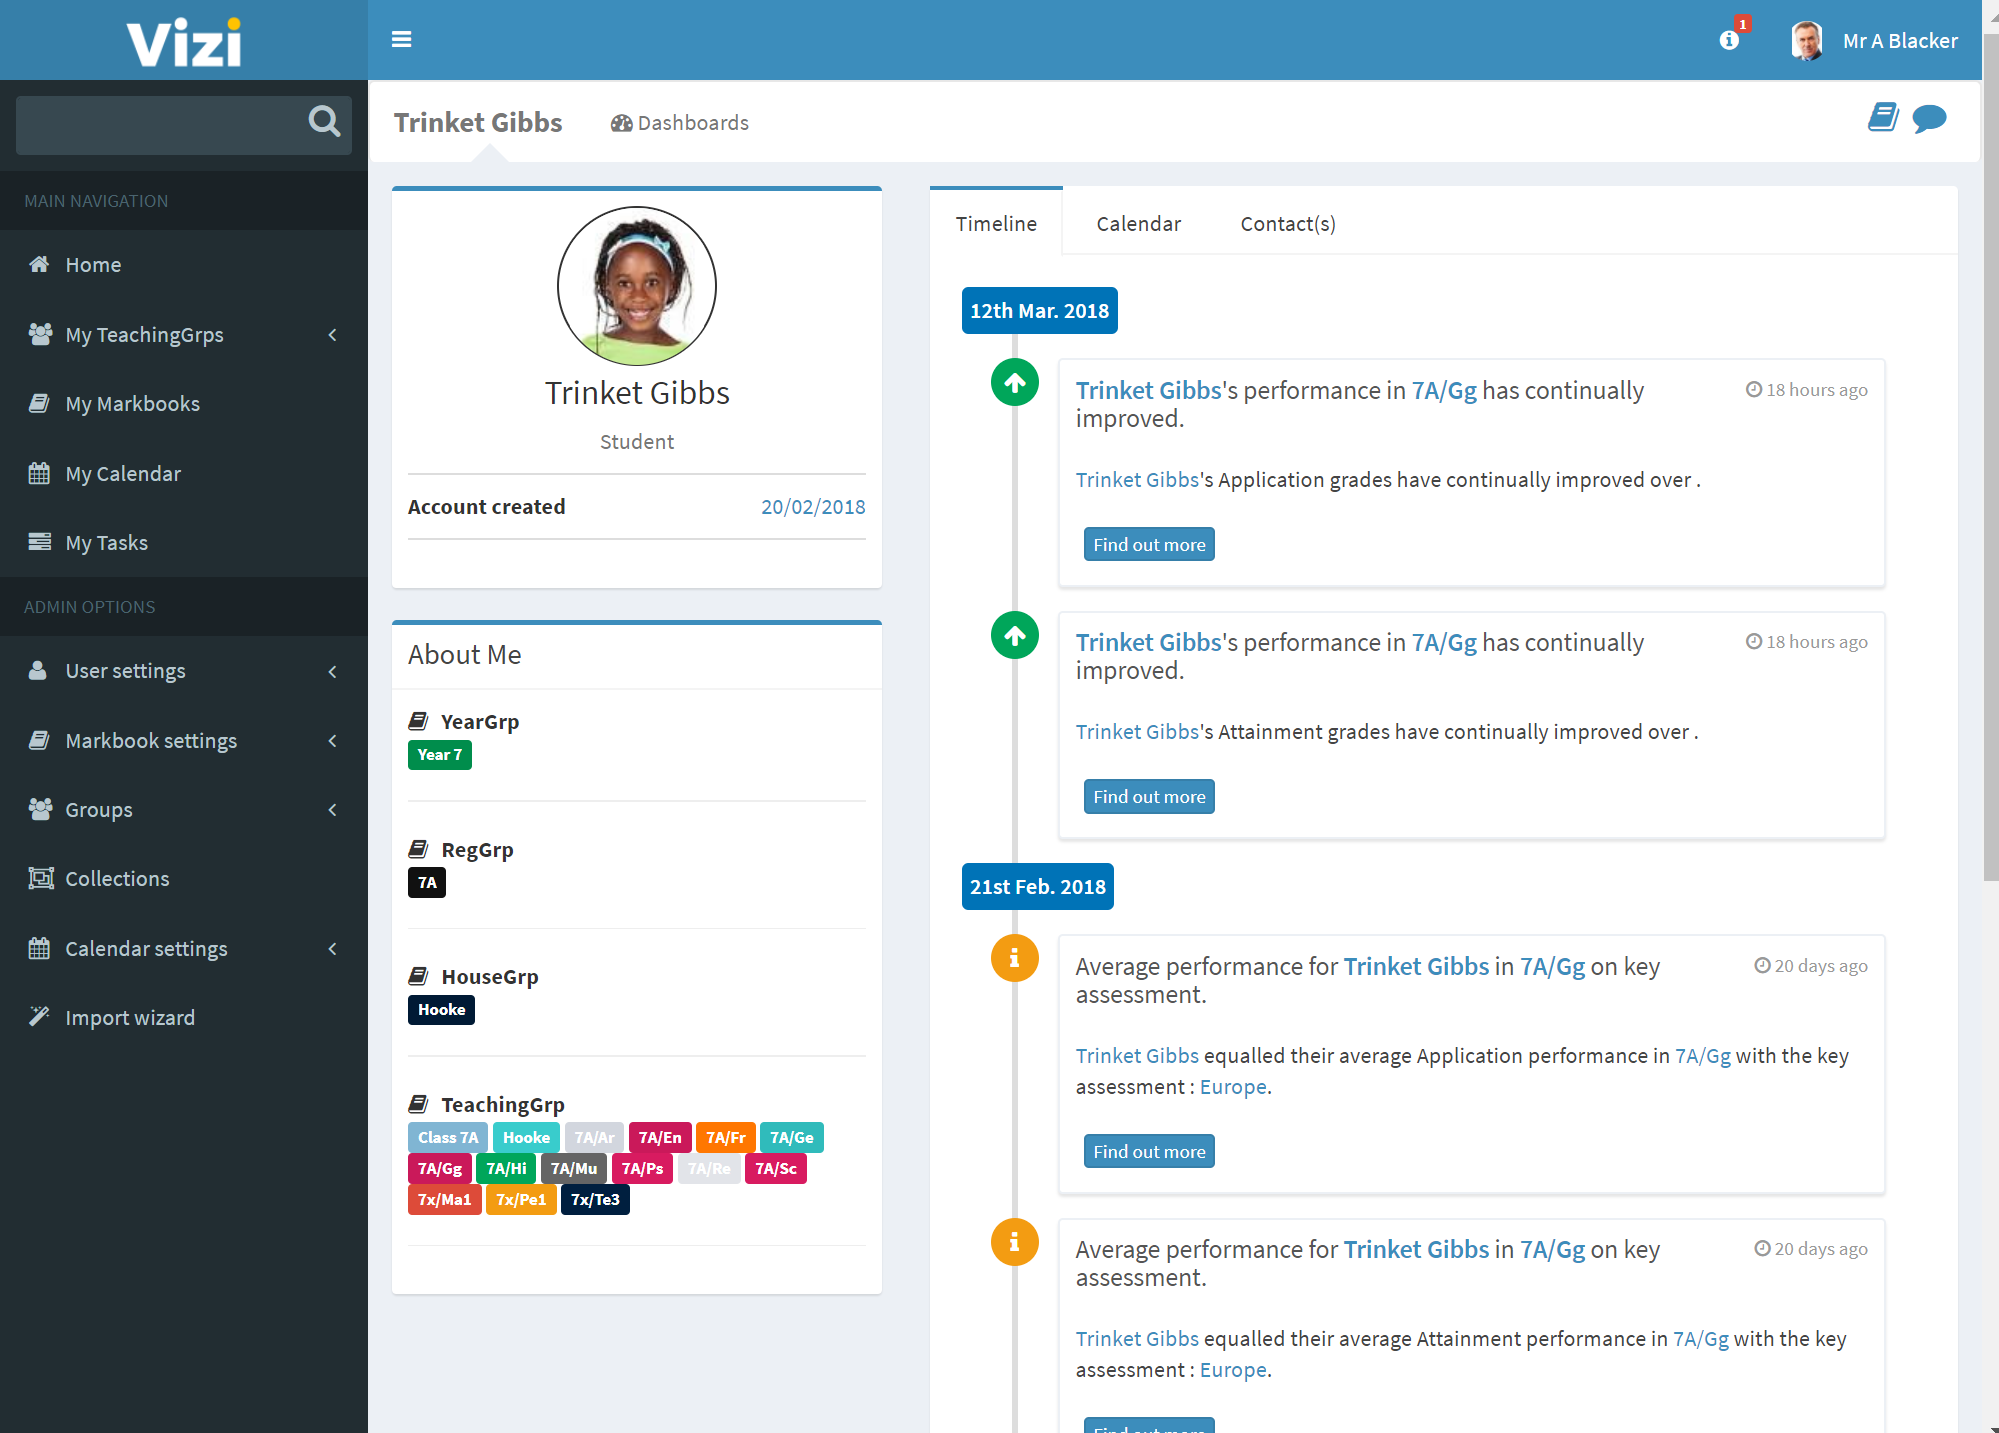 Vizi
1
Mr A Blacker
MAIN NAVIGATION
Home
My TeachingGrps
My Markbooks
My Calendar
My Tasks
ADMIN OPTIONS
User settings
Markbook settings
Groups
Collections
Calendar settings
Import wizard
Trinket Gibbs
Dashboards
Trinket Gibbs
Student
Account created 20/02/2018
About Me
YearGrp
Year 7
RegGrp
7A
HouseGrp
Hooke
TeachingGrp
Class 7A Hooke 7A/Ar 7A/En 7A/Fr 7A/Ge
7A/Gg 7A/Hi 7A/Mu 7A/Ps 7A/Re 7A/Sc
7x/Ma1 7x/Pe1 7x/Te3
Timeline Calendar Contact(s)
12th Mar. 2018
Trinket Gibbs's performance in 7A/Gg has continually
improved.
18 hours ago
Trinket Gibbs's Application grades have continually improved over .
Find out more
Trinket Gibbs's performance in 7A/Gg has continually
improved.
18 hours ago
Trinket Gibbs's Attainment grades have continually improved over .
Find out more
21st Feb. 2018
Average performance for Trinket Gibbs in 7A/Gg on key
assessment.
20 days ago
Trinket Gibbs equalled their average Application performance in 7A/Gg with the key
assessment : Europe.
Find out more
Average performance for Trinket Gibbs in 7A/Gg on key
assessment.
20 days ago
Trinket Gibbs equalled their average Attainment performance in 7A/Gg with the key
assessment : Europe.
Find out more